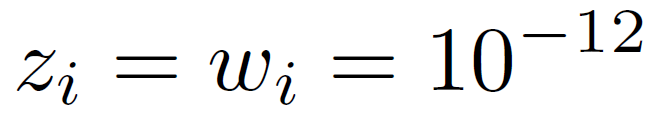 z_i = w_i = 10^{-12}